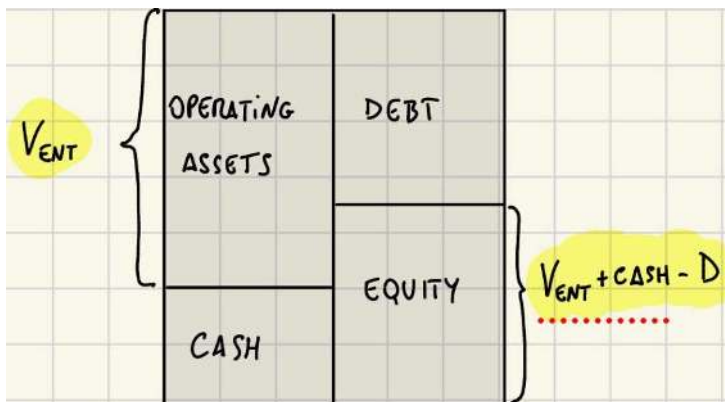 OPERATING
ASSETS
DEBT
V_ENT
EQUITY
V_ENT + CASH - D
CASH